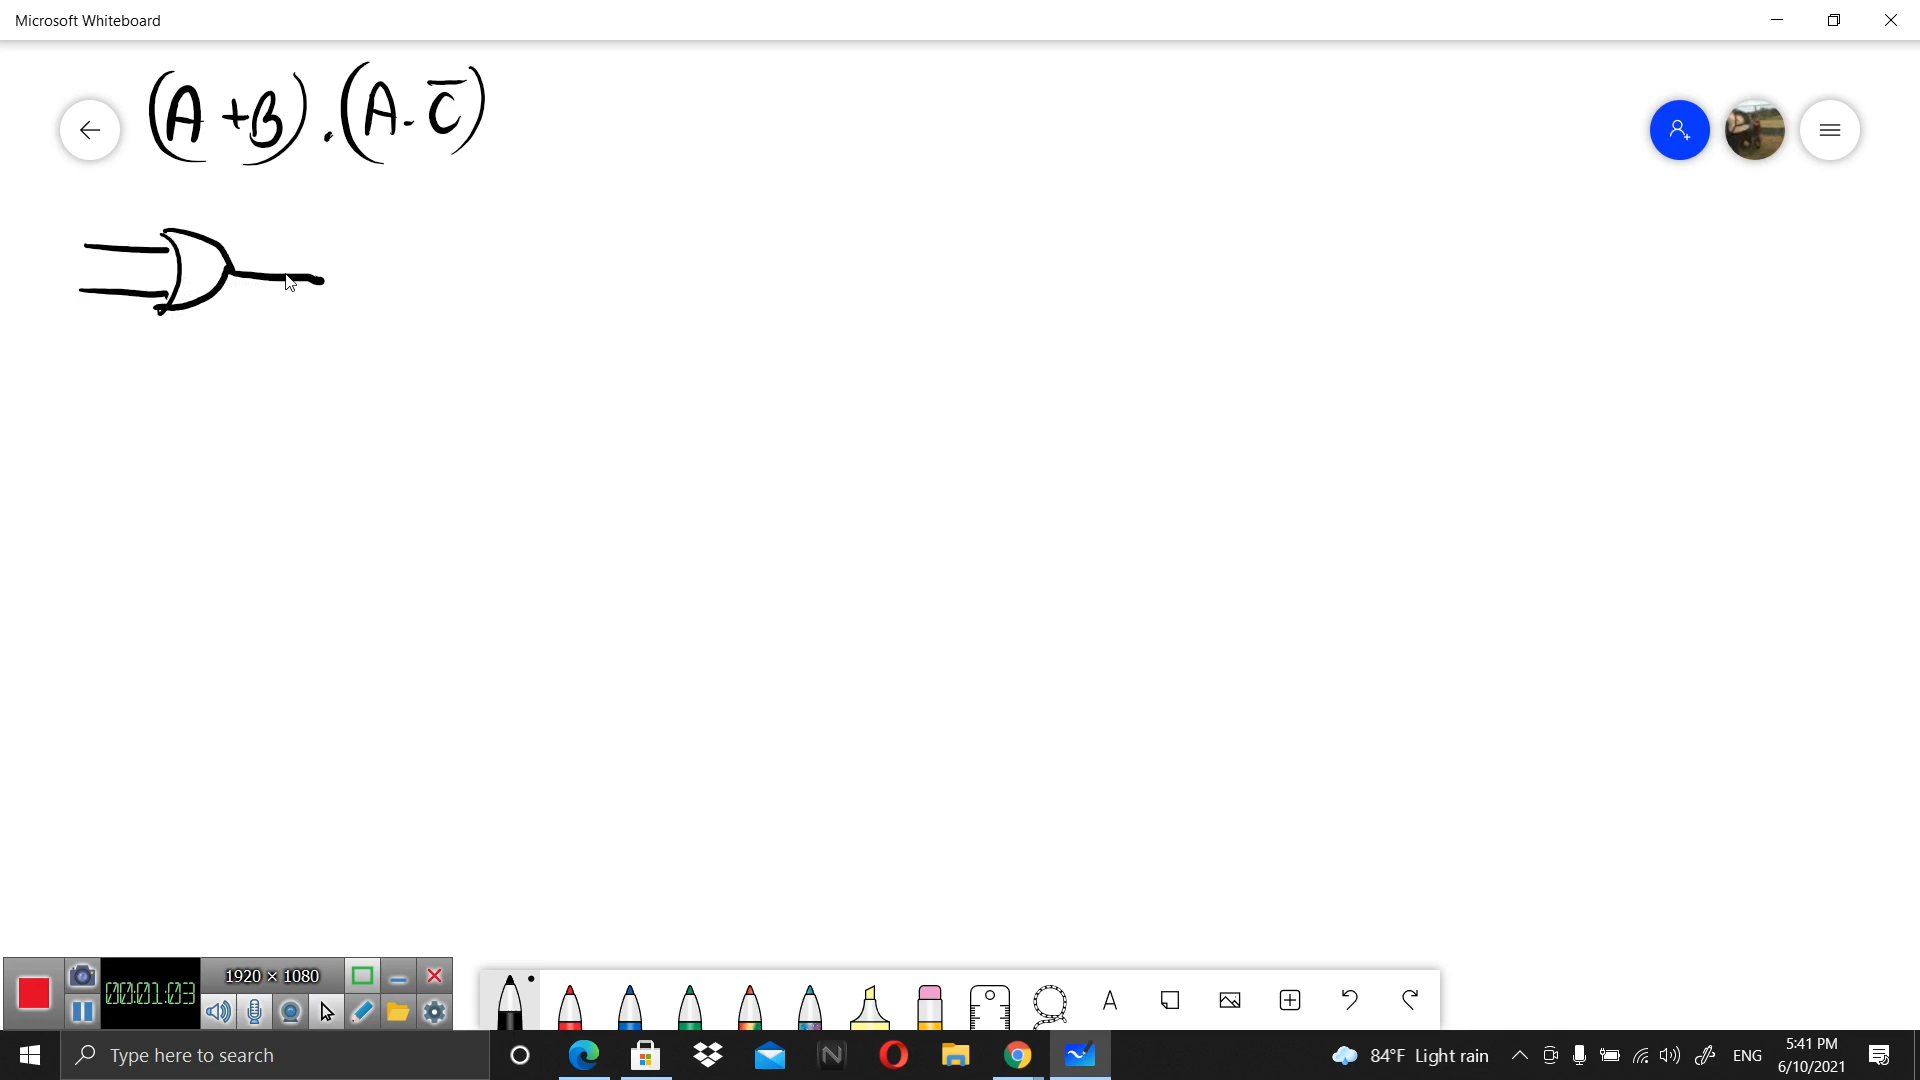 Microsoft Whiteboard
(A + B) . (A . C̅)
00:01:03
1920 × 1080
A
Type here to search
N
84°F Light rain
ENG
5:41 PM
6/10/2021